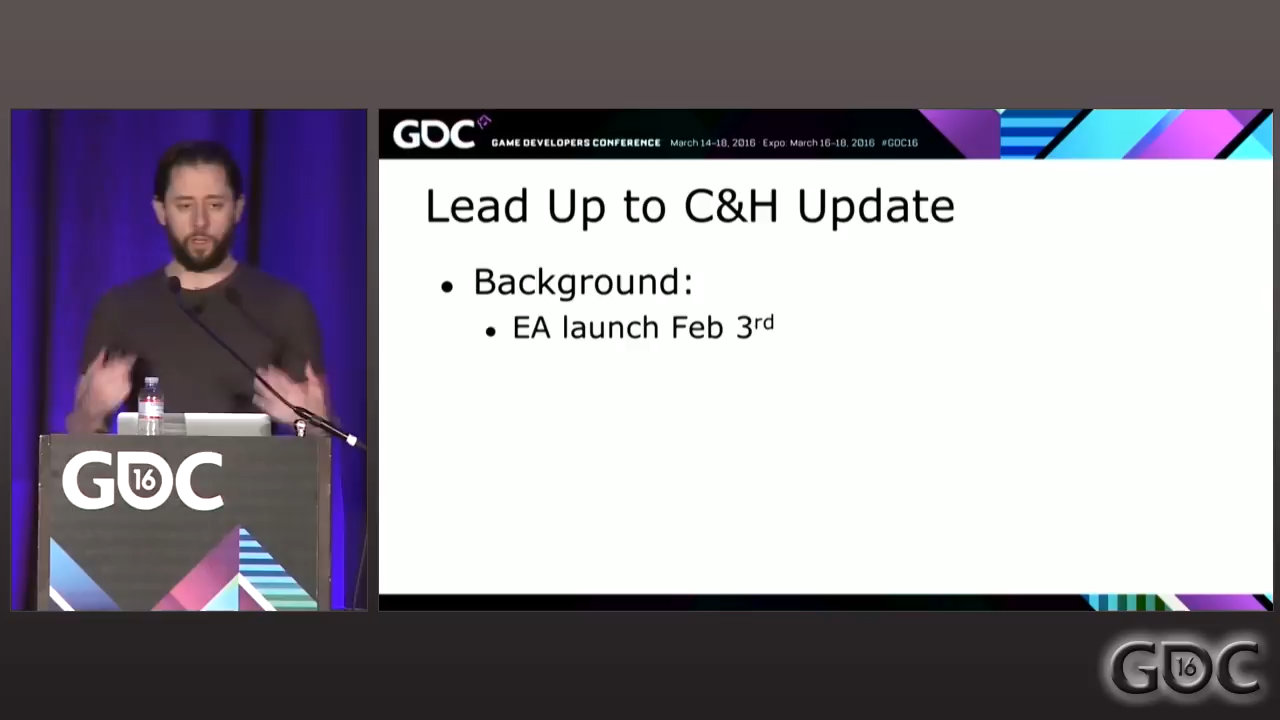 GDC
GAME DEVELOPERS CONFERENCE March 14-18, 2016 Expo: March 16-18, 2016 #GDC16
Lead Up to C&H Update
• Background:
• EA launch Feb 3rd
GDC 16
GDC 16